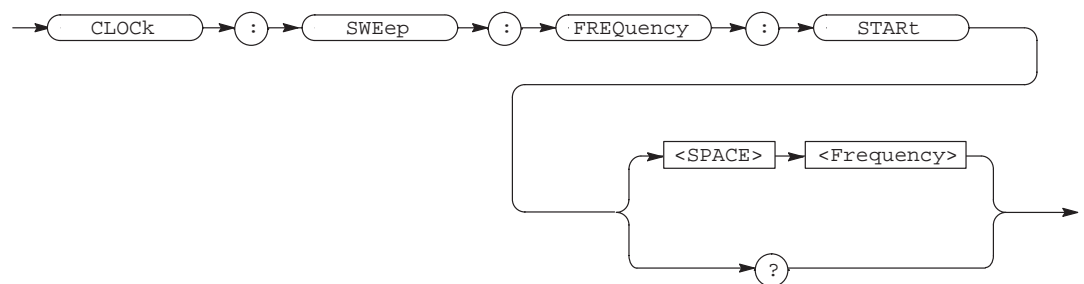 CLOCk : SWEep : FREQuency : STARt
<SPACE> <Frequency>
?